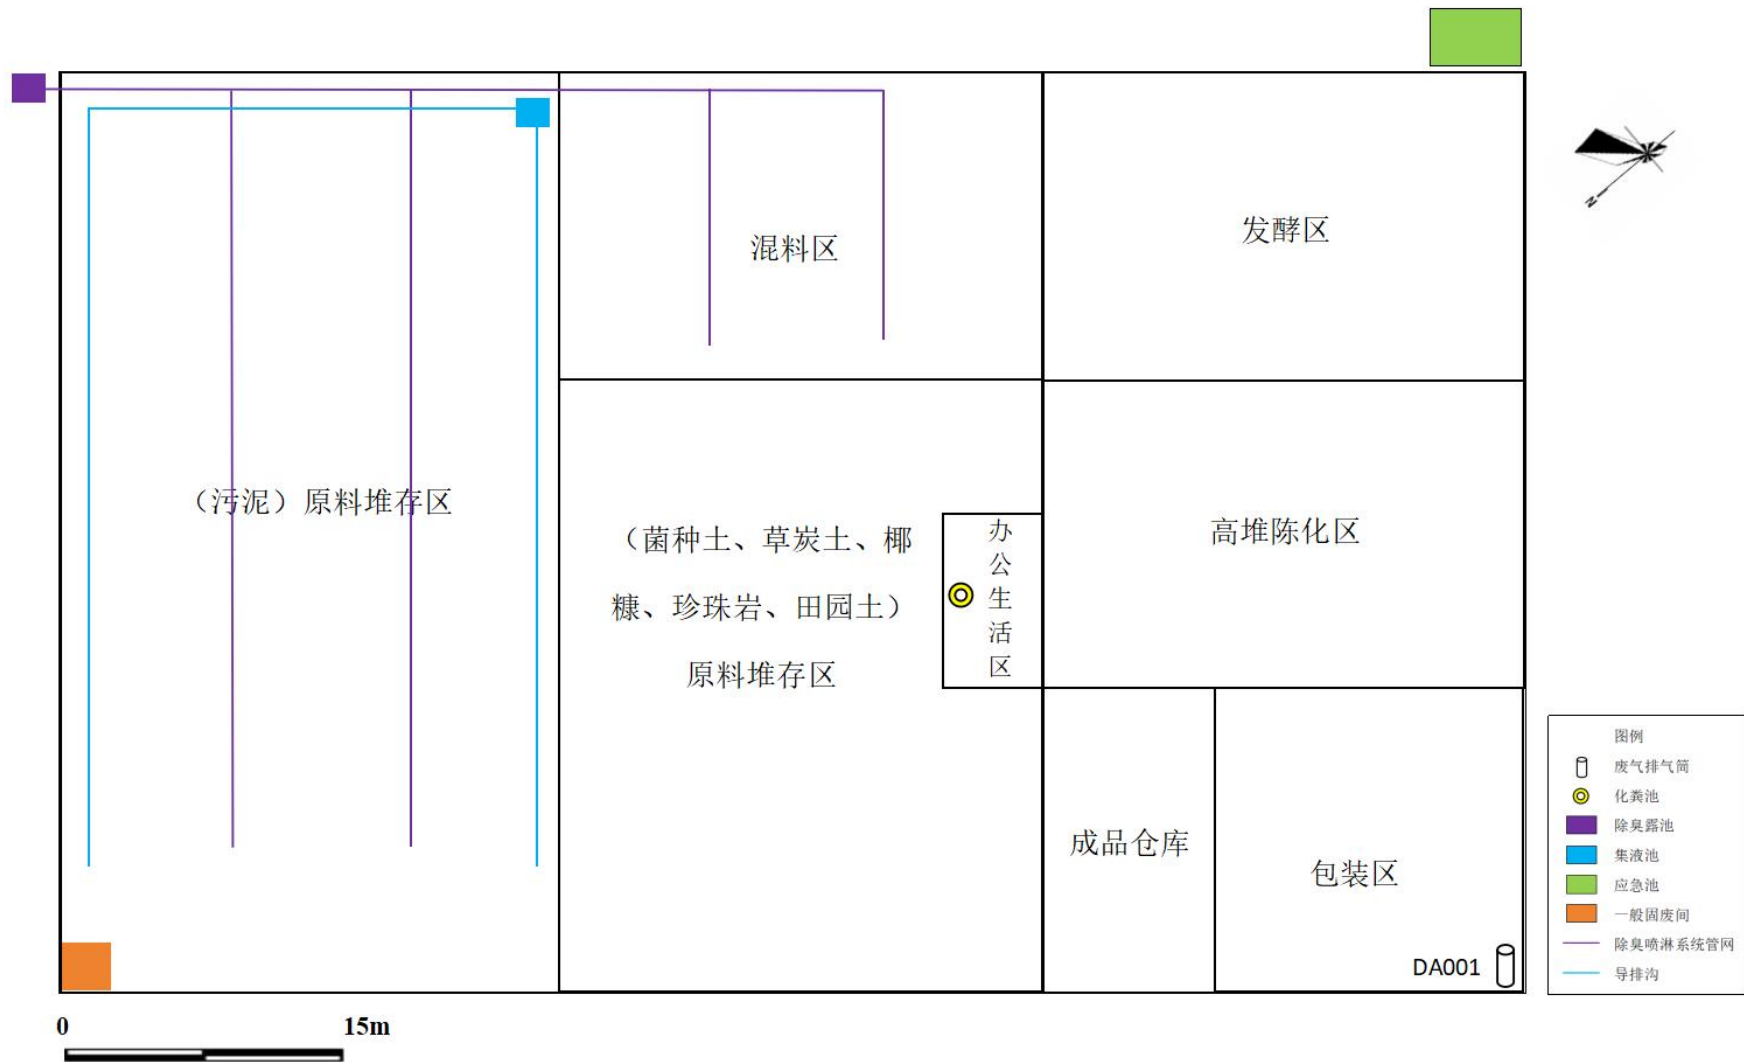 N
混料区
发酵区
（污泥）原料堆存区
（菌种土、草炭土、椰
糠、珍珠岩、田园土）
原料堆存区
办
公
生
活
区
高堆陈化区
成品仓库
包装区
DA001
图例
废气排气筒
化粪池
除臭露池
集液池
应急池
一般固废间
除臭喷淋系统管网
导排沟
0 15m